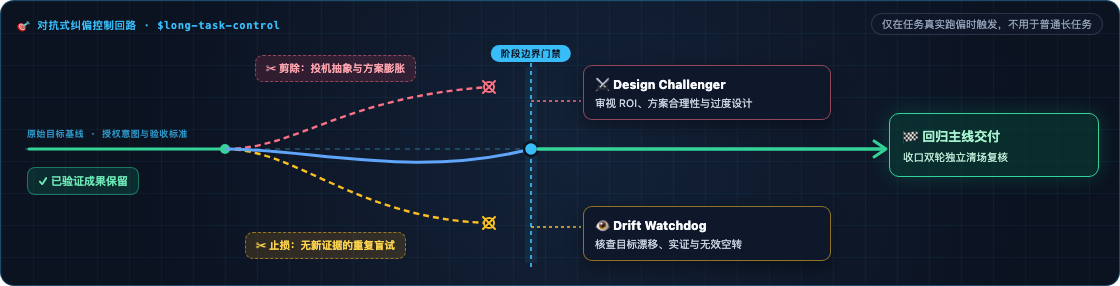 对抗式纠偏控制回路 · $long-task-control
仅在任务真实跑偏时触发，不用于普通长任务
阶段边界门禁
剪除：投机抽象与方案膨胀
Design Challenger
审视 ROI、方案合理性与过度设计
原始目标基线 · 授权意图与验收标准
回归主线交付
收口双轮独立清场复核
已验证成果保留
Drift Watchdog
核查目标漂移、实证与无效空转
止损：无新证据的重复盲试